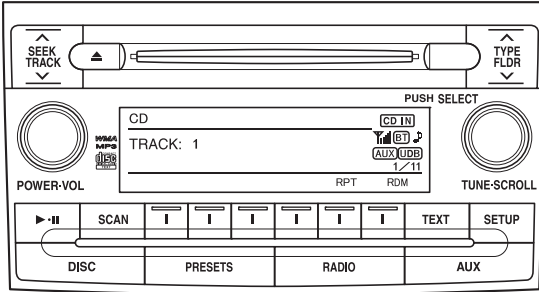 SEEK
TRACK
TYPE
FLDR
PUSH SELECT
CD
CD IN
WMA
MP3
TRACK: 1
BT
disc
AUX UDB
1/11
RPT RDM
POWER·VOL
TUNE·SCROLL
SCAN
I I I I I I
TEXT
SETUP
DISC
PRESETS
RADIO
AUX